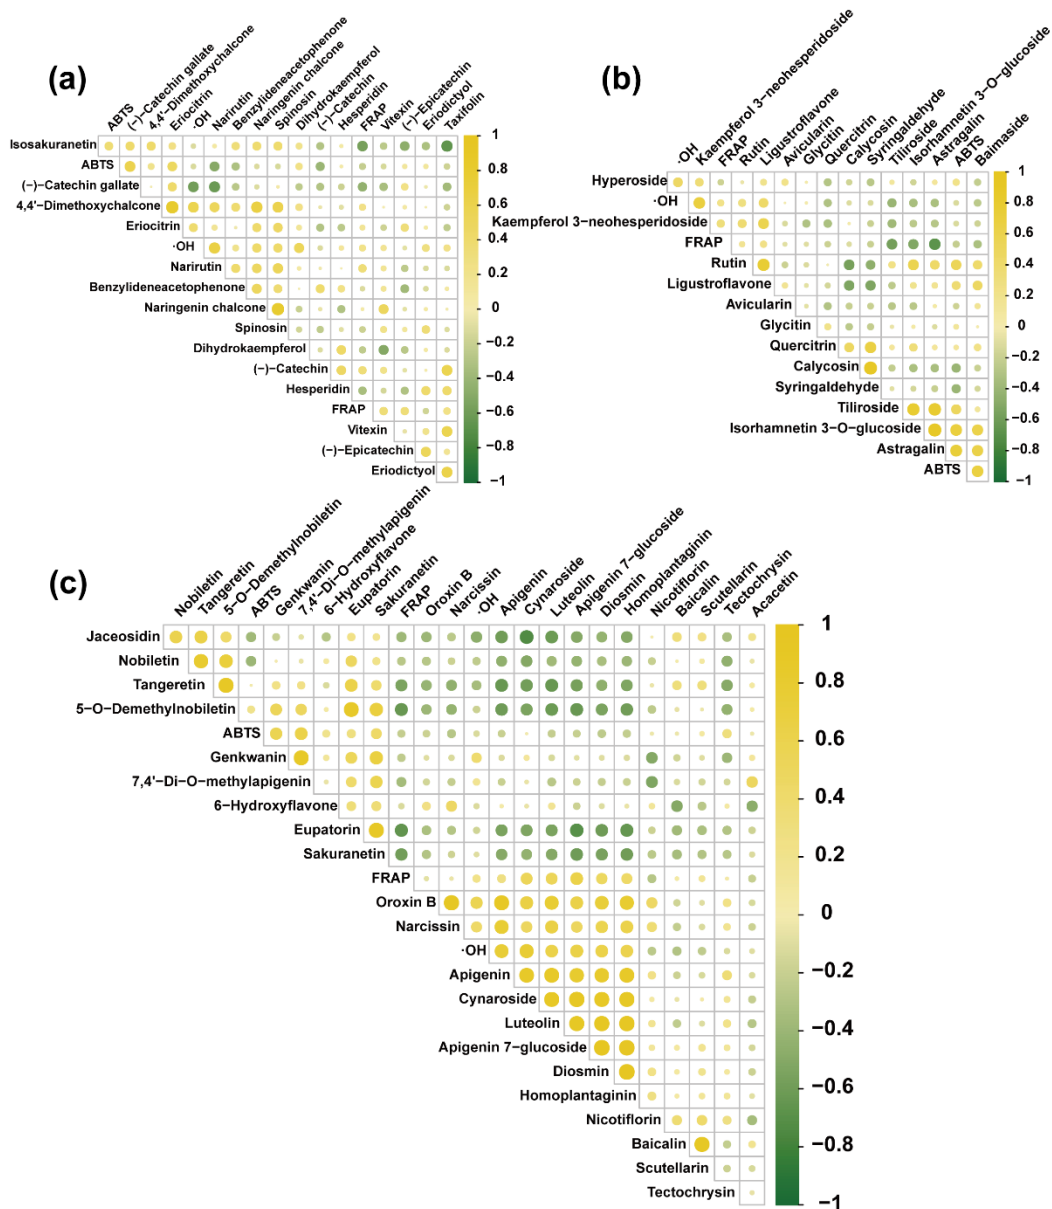 (a)
ABTS
(−)−Catechin gallate
4,4'−Dimethoxychalcone
Eriocitrin
·OH
Narirutin
Benzylideneacetophenone
Naringenin chalcone
Spinosin
Dihydrokaempferol
(−)−Catechin
Hesperidin
FRAP
Vitexin
(−)−Epicatechin
Eriodictyol
Taxifolin
Isosakuranetin
ABTS
(−)−Catechin gallate
4,4'−Dimethoxychalcone
Eriocitrin
·OH
Narirutin
Benzylideneacetophenone
Naringenin chalcone
Spinosin
Dihydrokaempferol
(−)−Catechin
Hesperidin
FRAP
Vitexin
(−)−Epicatechin
Eriodictyol
1
0.8
0.6
0.4
0.2
0
−0.2
−0.4
−0.6
−0.8
−1
(b)
·OH
Kaempferol 3−neohesperidoside
FRAP
Rutin
Ligustroflavone
Avicularin
Glycitin
Quercitrin
Calycosin
Syringaldehyde
Tiliroside
Isorhamnetin 3−O−glucoside
Astragalin
ABTS
Baimaside
Hyperoside
·OH
Kaempferol 3−neohesperidoside
FRAP
Rutin
Ligustroflavone
Avicularin
Glycitin
Quercitrin
Calycosin
Syringaldehyde
Tiliroside
Isorhamnetin 3−O−glucoside
Astragalin
ABTS
1
0.8
0.6
0.4
0.2
0
−0.2
−0.4
−0.6
−0.8
−1
(c)
Nobiletin
Tangeretin
5−O−Demethylnobiletin
ABTS
Genkwanin
7,4'−Di−O−methylapigenin
6−Hydroxyflavone
Eupatorin
Sakuranetin
FRAP
Oroxin B
Narcissin
·OH
Apigenin
Cynaroside
Luteolin
Apigenin 7−glucoside
Diosmin
Homoplantaginin
Nicotiflorin
Baicalin
Scutellarin
Tectochrysin
Acacetin
Jaceosidin
Nobiletin
Tangeretin
5−O−Demethylnobiletin
ABTS
Genkwanin
7,4'−Di−O−methylapigenin
6−Hydroxyflavone
Eupatorin
Sakuranetin
FRAP
Oroxin B
Narcissin
·OH
Apigenin
Cynaroside
Luteolin
Apigenin 7−glucoside
Diosmin
Homoplantaginin
Nicotiflorin
Baicalin
Scutellarin
Tectochrysin
1
0.8
0.6
0.4
0.2
0
−0.2
−0.4
−0.6
−0.8
−1